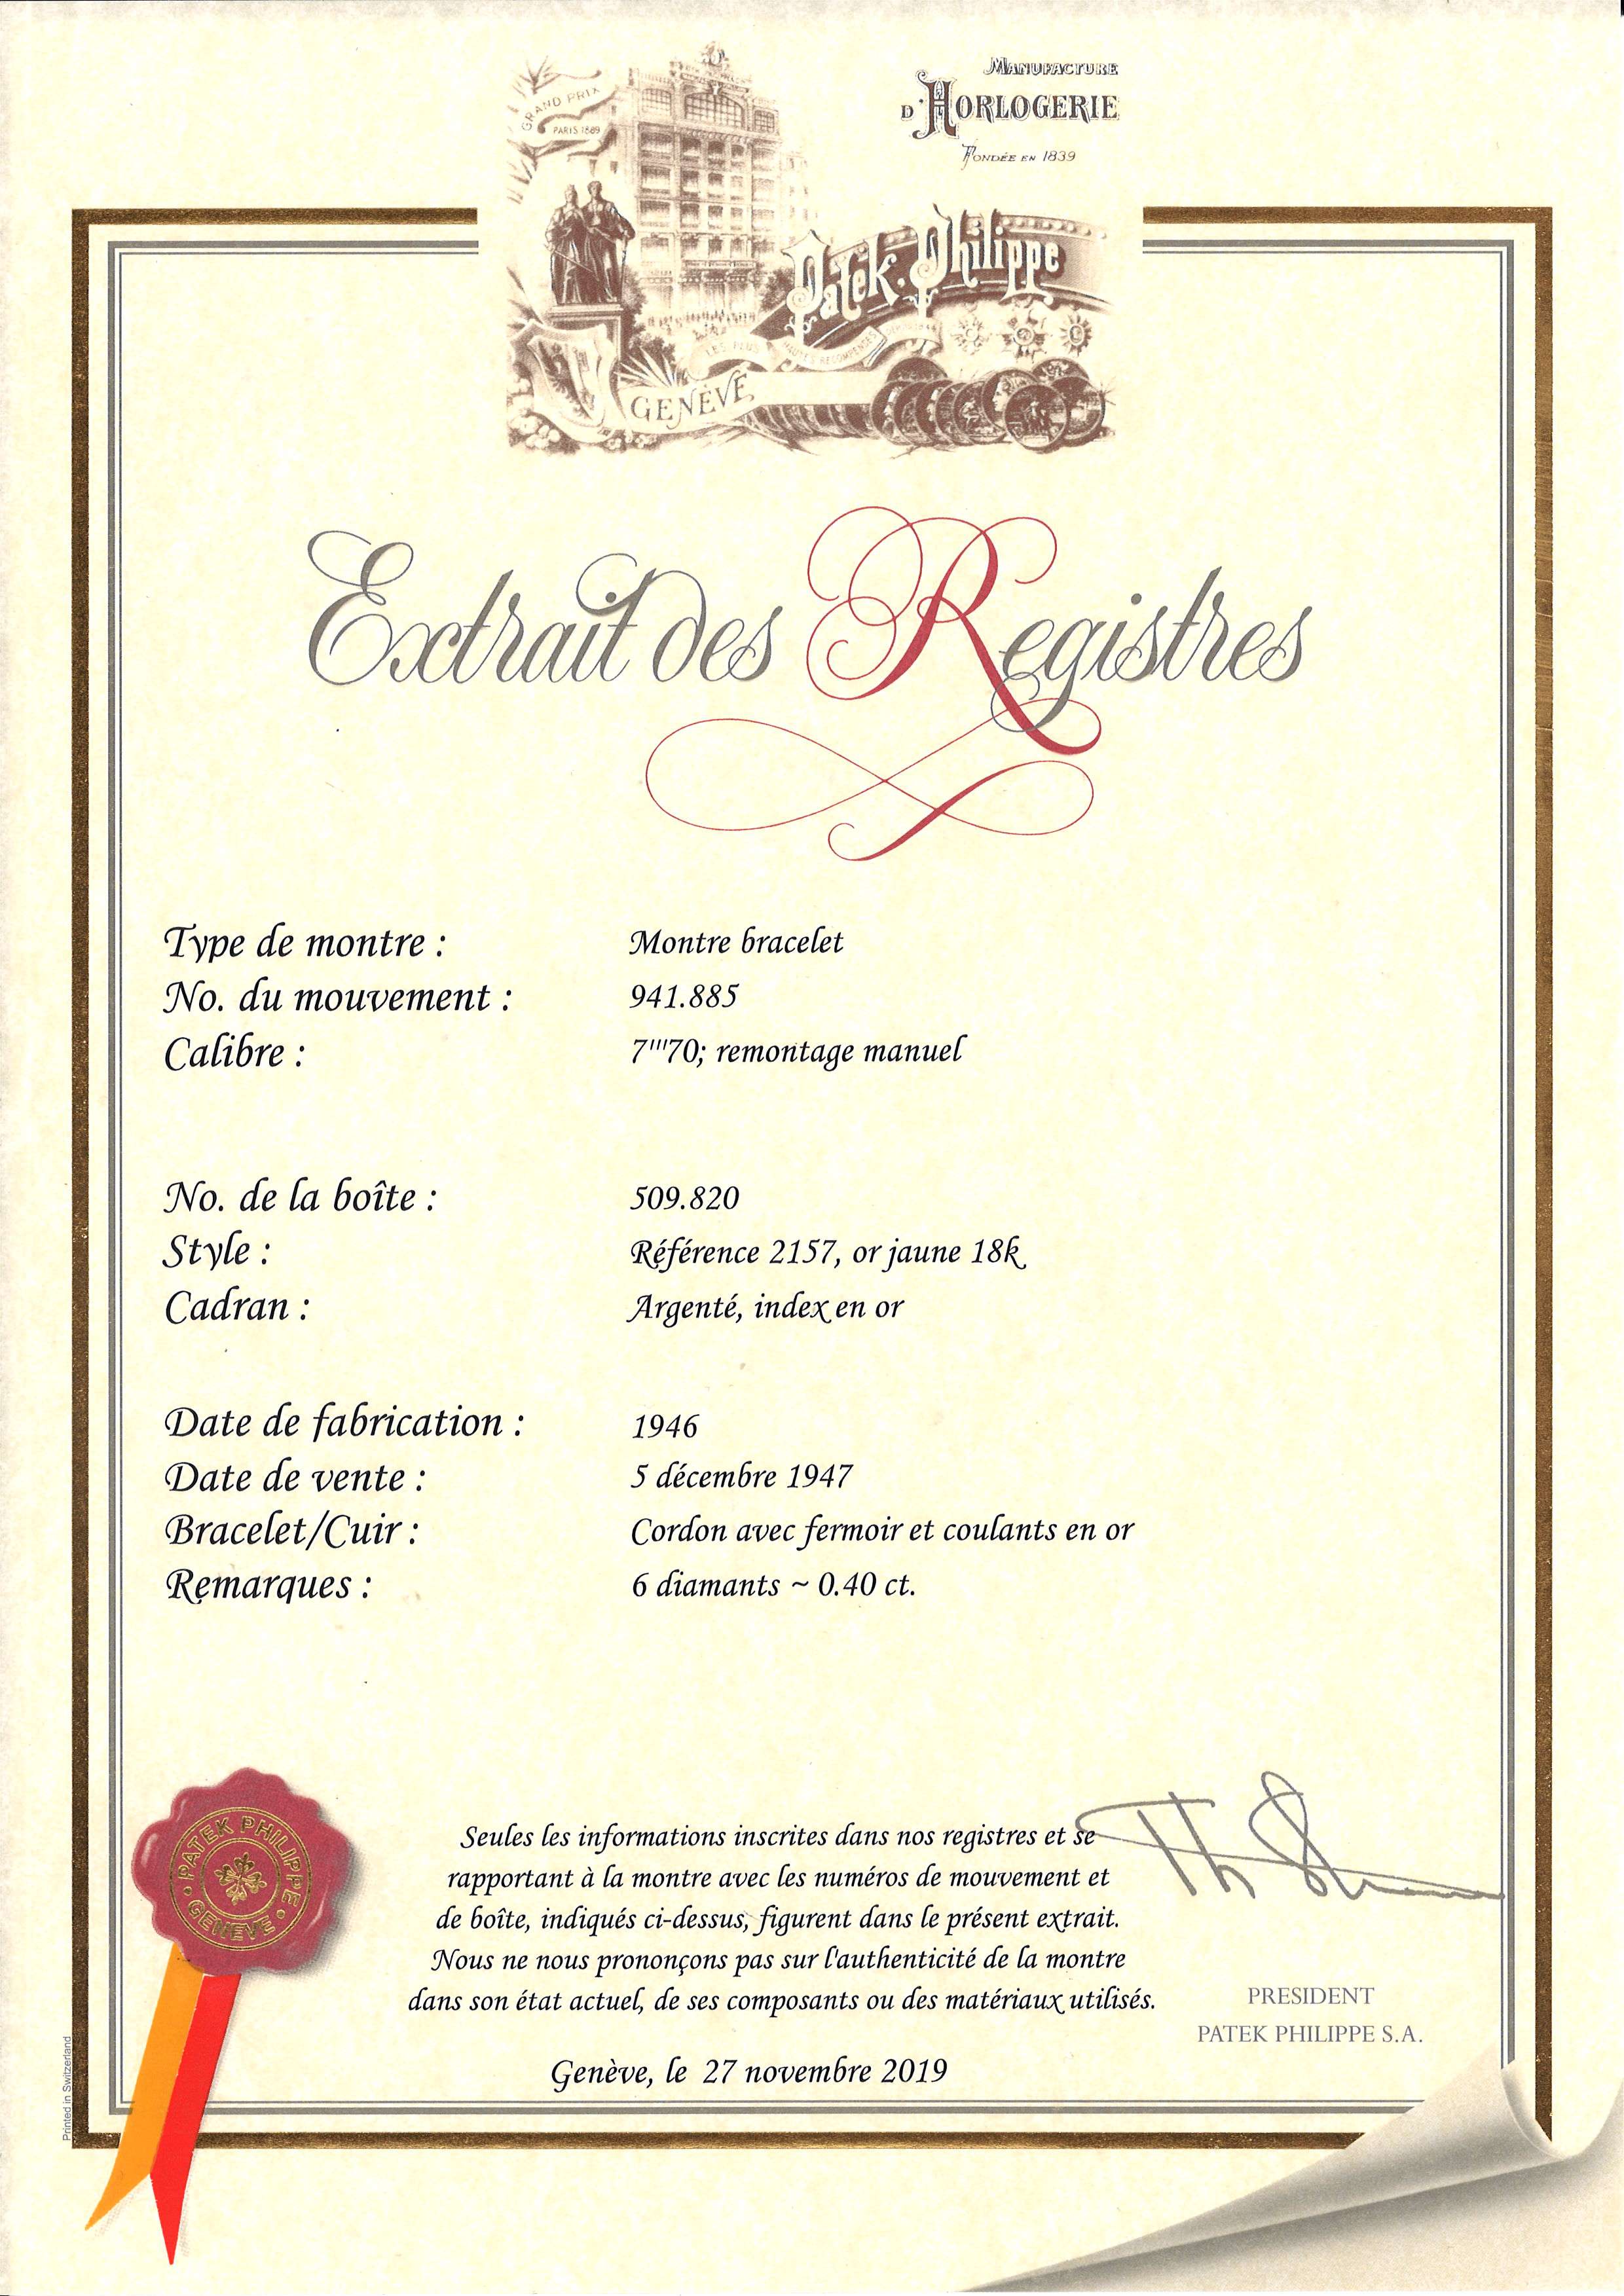 GRAND PRIX
PARIS 1889
MANUFACTURE
D'HORLOGERIE
FONDÉE EN 1839
Patek. Philippe
LES PLUS HAUTES RECOMPENSES
GENÈVE
Extrait des Registres
Type de montre : Montre bracelet
No. du mouvement : 941.885
Calibre : 7'''70; remontage manuel
No. de la boîte : 509.820
Style : Référence 2157, or jaune 18k
Cadran : Argenté, index en or
Date de fabrication : 1946
Date de vente : 5 décembre 1947
Bracelet/Cuir : Cordon avec fermoir et coulants en or
Remarques : 6 diamants ~ 0.40 ct.
PATEK PHILIPPE
GENEVE
Seules les informations inscrites dans nos registres et se
rapportant à la montre avec les numéros de mouvement et
de boîte, indiqués ci-dessus, figurent dans le présent extrait.
Nous ne nous prononçons pas sur l'authenticité de la montre
dans son état actuel, de ses composants ou des matériaux utilisés.
PRESIDENT
PATEK PHILIPPE S.A.
Genève, le 27 novembre 2019
Printed in Switzerland